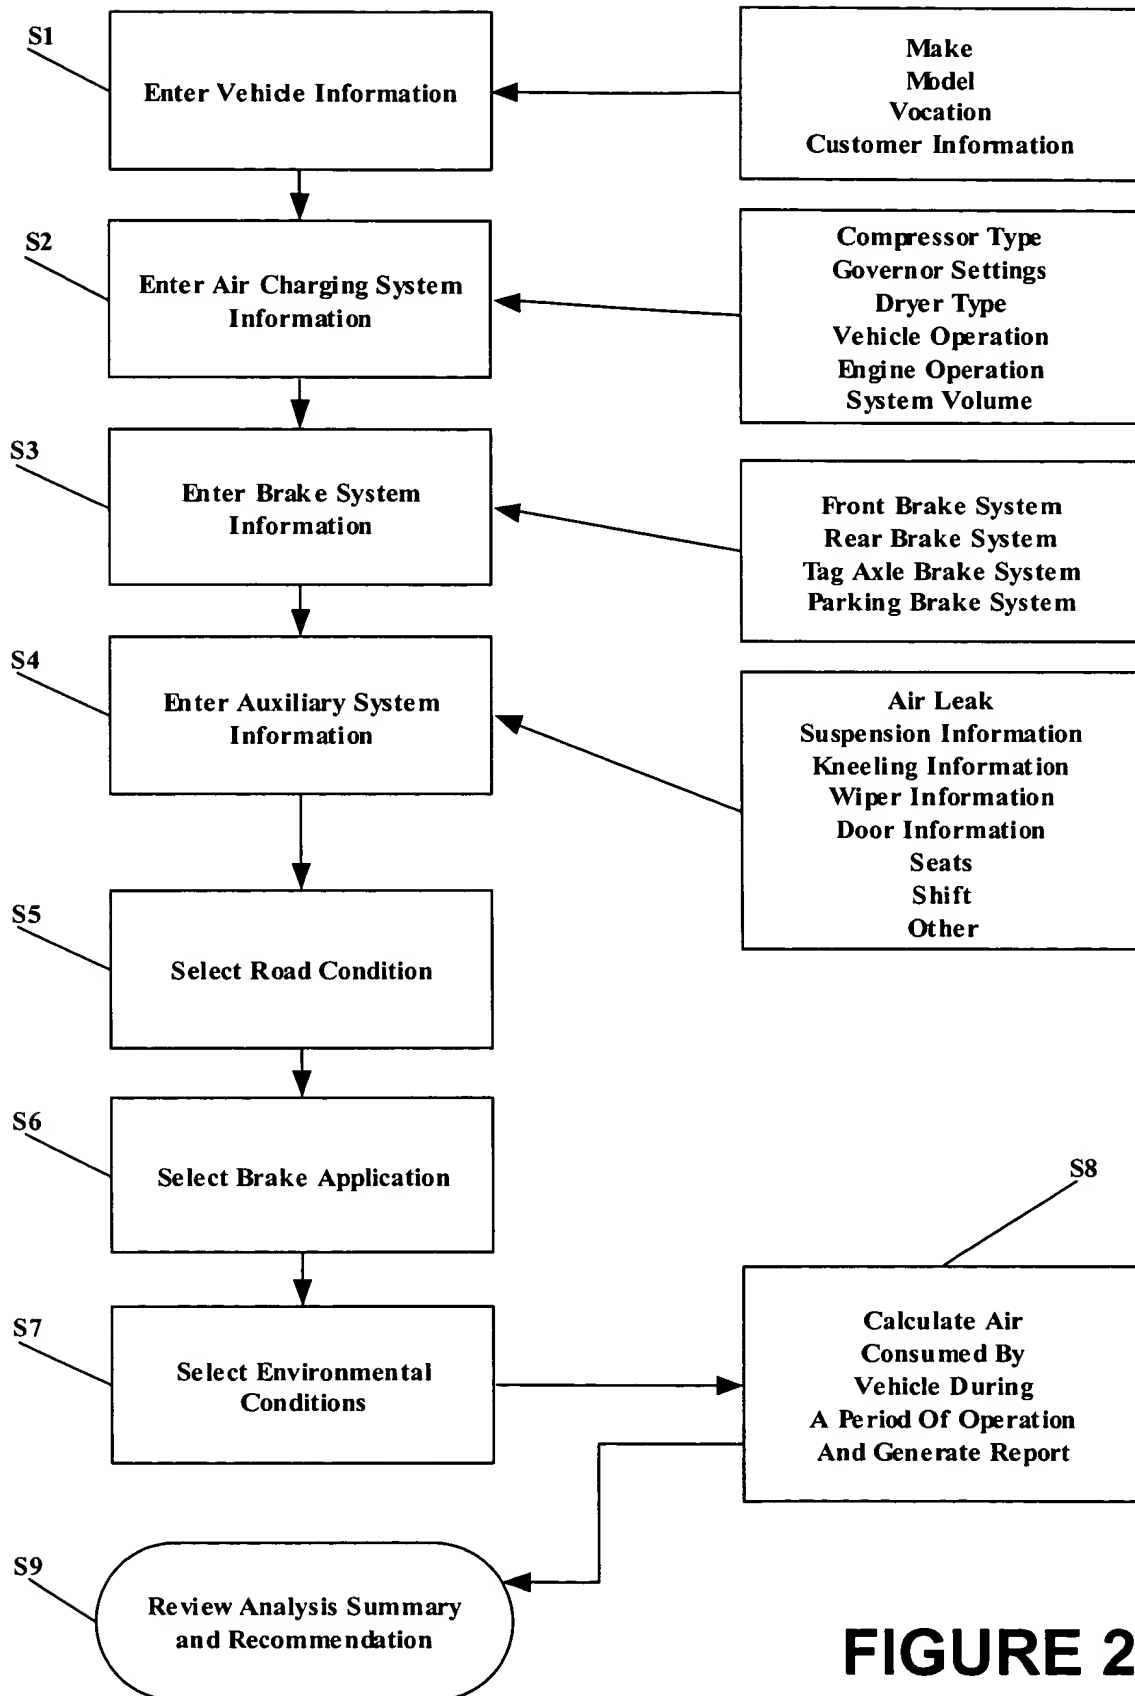 S1
Enter Vehicle Information
Make
Model
Vocation
Customer Information
S2
Enter Air Charging System
Information
Compressor Type
Governor Settings
Dryer Type
Vehicle Operation
Engine Operation
System Volume
S3
Enter Brake System
Information
Front Brake System
Rear Brake System
Tag Axle Brake System
Parking Brake System
S4
Enter Auxiliary System
Information
Air Leak
Suspension Information
Kneeling Information
Wiper Information
Door Information
Seats
Shift
Other
S5
Select Road Condition
S6
Select Brake Application
S7
Select Environmental
Conditions
S8
Calculate Air
Consumed By
Vehicle During
A Period Of Operation
And Generate Report
S9
Review Analysis Summary
and Recommendation
FIGURE 2